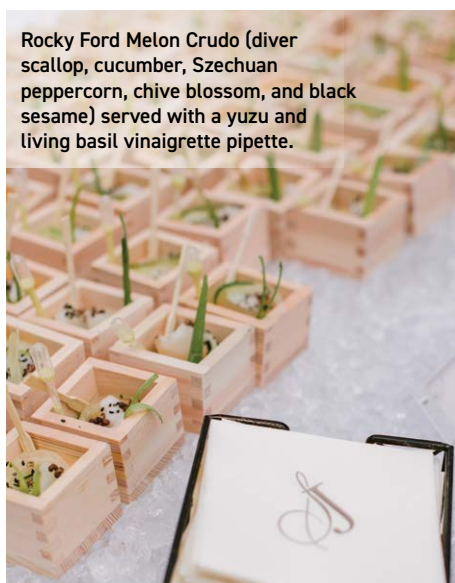 Rocky Ford Melon Crudo (diver
scallop, cucumber, Szechuan
peppercorn, chive blossom, and black
sesame) served with a yuzu and
living basil vinaigrette pipette.